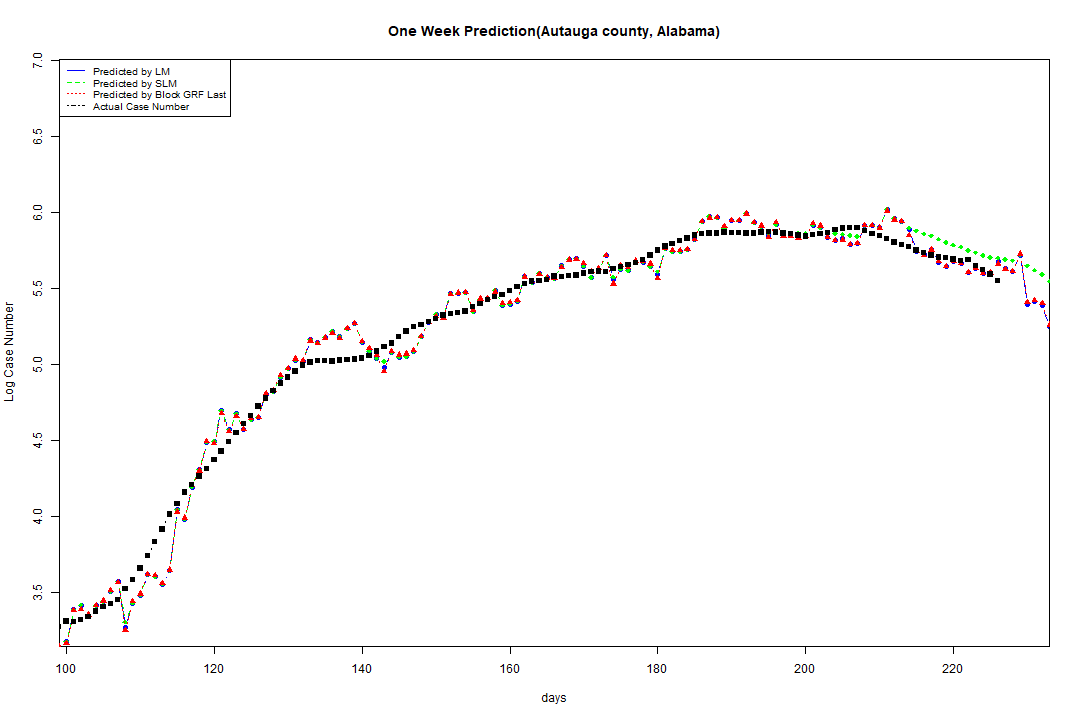 One Week Prediction(Autauga county, Alabama)
7.0
6.5
6.0
5.5
5.0
4.5
4.0
3.5
Log Case Number
Predicted by LM
Predicted by SLM
Predicted by Block GRF Last
Actual Case Number
100 120 140 160 180 200 220
days